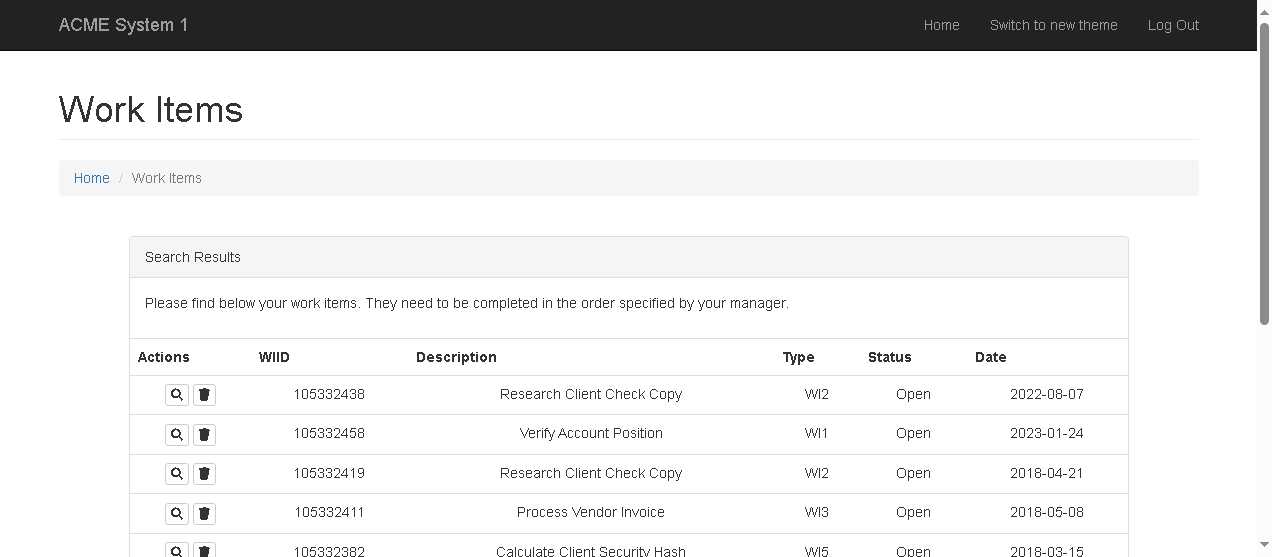 ACME System 1 Home Switch to new theme Log Out
Work Items
Home / Work Items
Search Results
Please find below your work items. They need to be completed in the order specified by your manager.
Actions WIID Description Type Status Date
105332438 Research Client Check Copy WI2 Open 2022-08-07
105332458 Verify Account Position WI1 Open 2023-01-24
105332419 Research Client Check Copy WI2 Open 2018-04-21
105332411 Process Vendor Invoice WI3 Open 2018-05-08
105332382 Calculate Client Security Hash WI5 Open 2018-03-15